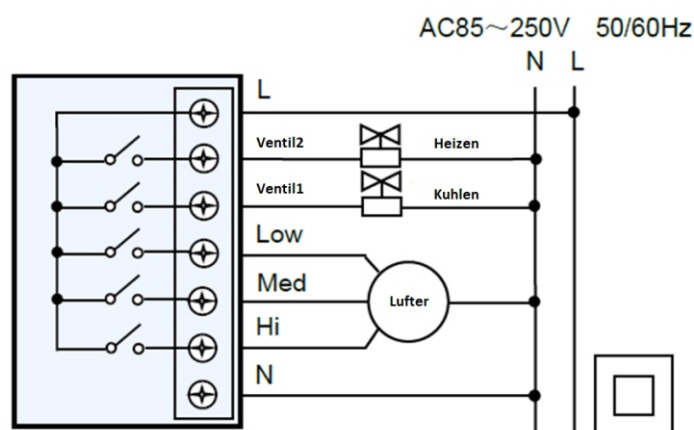 AC85～250V 50/60Hz
N L
L
Ventil2 Heizen
Ventil1 Kuhlen
Low
Med
Lufter
Hi
N